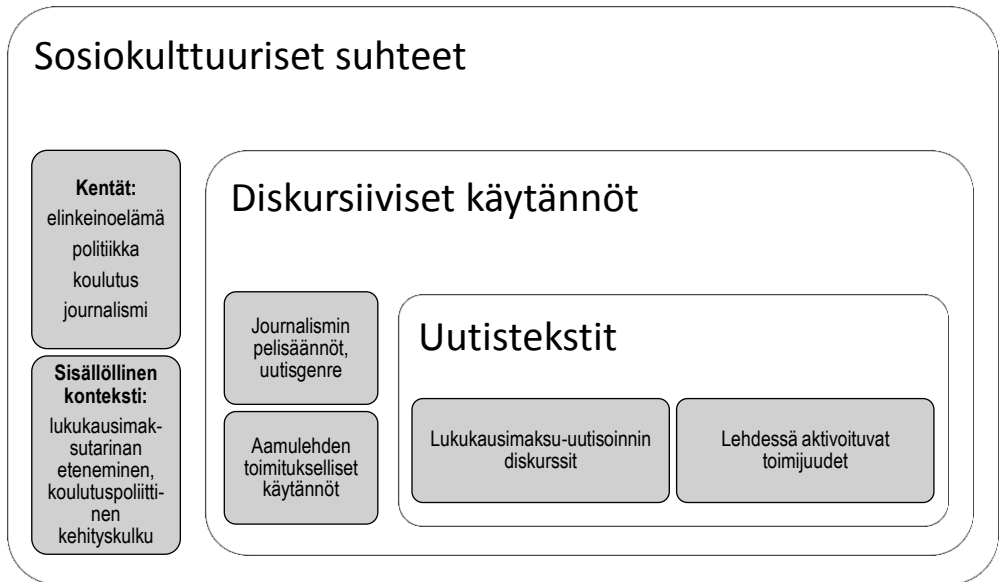 Sosiokulttuuriset suhteet
Kentät:
elinkeinoelämä
politiikka
koulutus
journalismi
Sisällöllinen
konteksti:
lukukausimak-
sutarinan
eteneminen,
koulutuspoliitti-
nen
kehityskulku
Diskursiiviset käytännöt
Journalismin
pelisäännöt,
uutisgenre
Aamulehden
toimitukselliset
käytännöt
Uutistekstit
Lukukausimaksu-uutisoinnin
diskurssit
Lehdessä aktivoituvat
toimijuudet